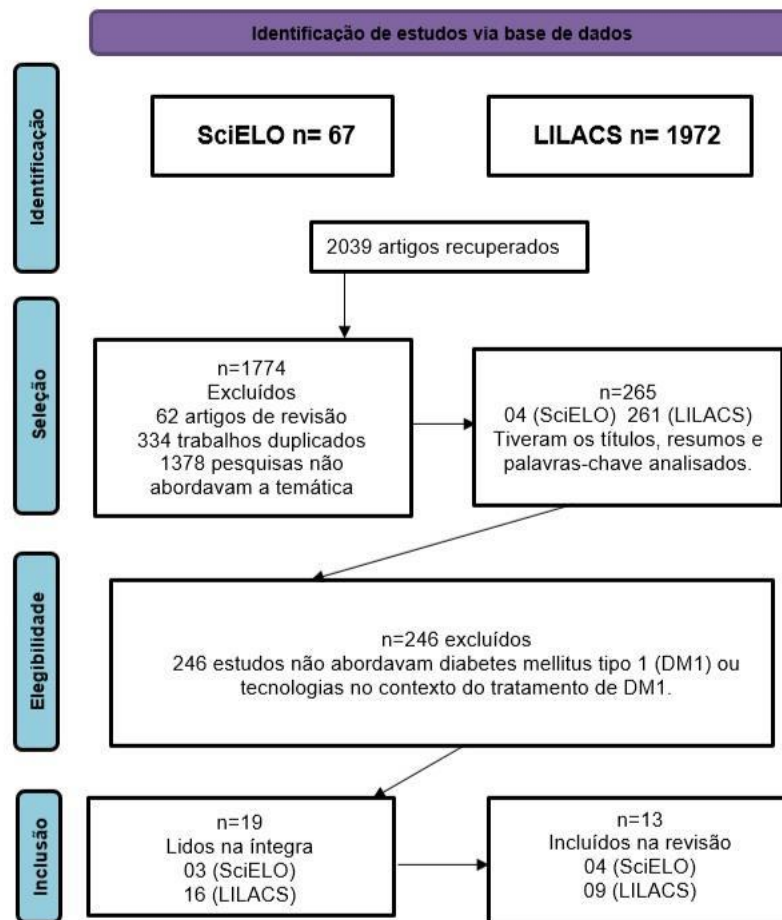 Identificação de estudos via base de dados
Identificação
SciELO n= 67
LILACS n= 1972
2039 artigos recuperados
Seleção
n=1774
Excluídos
62 artigos de revisão
334 trabalhos duplicados
1378 pesquisas não
abordavam a temática
n=265
04 (SciELO) 261 (LILACS)
Tiveram os títulos, resumos e
palavras-chave analisados.
Elegibilidade
n=246 excluídos
246 estudos não abordavam diabetes mellitus tipo 1 (DM1) ou
tecnologias no contexto do tratamento de DM1.
Inclusão
n=19
Lidos na íntegra
03 (SciELO)
16 (LILACS)
n=13
Incluídos na revisão
04 (SciELO)
09 (LILACS)